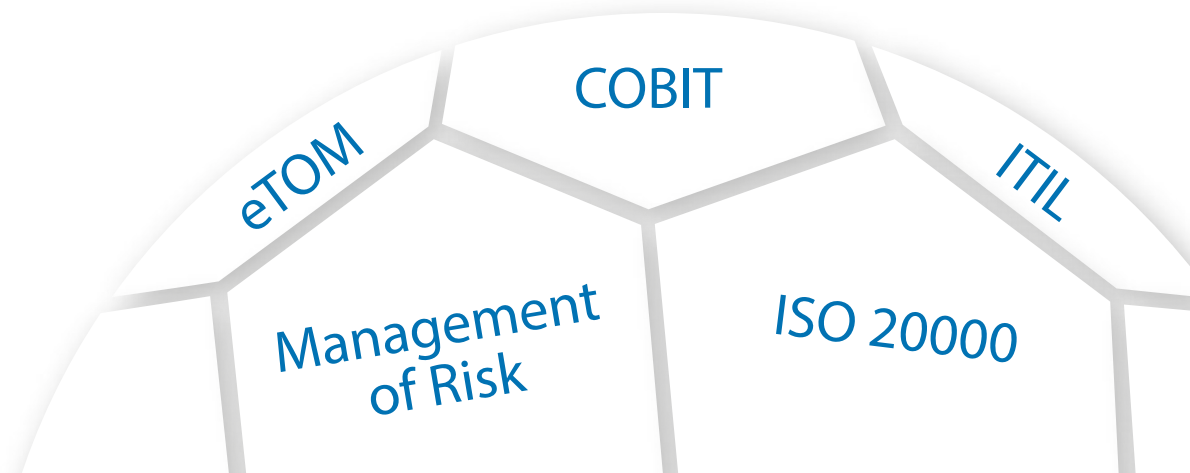 COBIT
eTOM
ITIL
Management
of Risk
ISO 20000